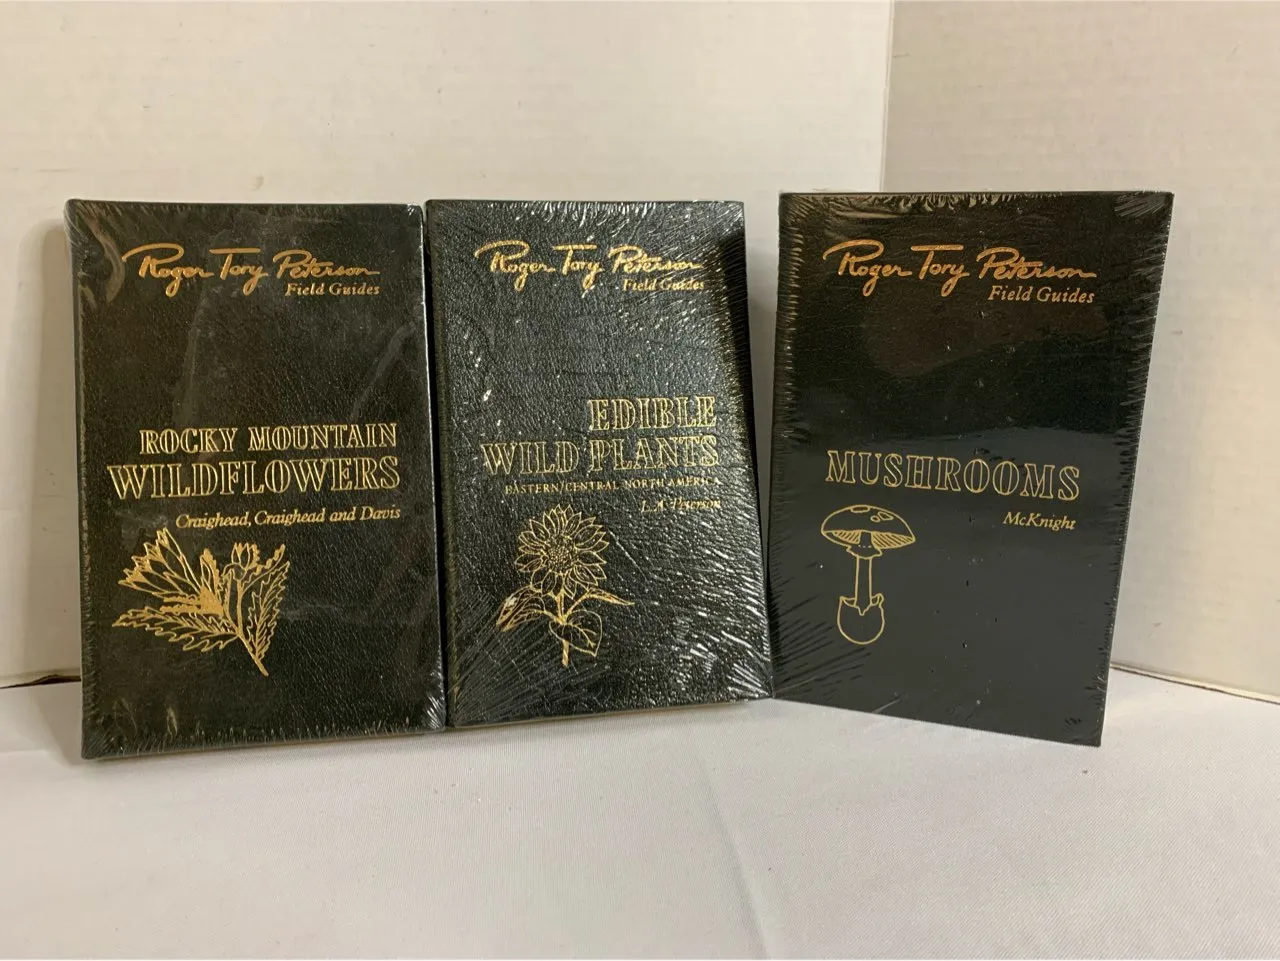 Roger Tory Peterson
Field Guides
ROCKY MOUNTAIN
WILDFLOWERS
Craighead, Craighead and Davis
Roger Tory Peterson
Field Guides
EDIBLE
WILD PLANTS
EASTERN/CENTRAL NORTH AMERICA
L.A. Peterson
Roger Tory Peterson
Field Guides
MUSHROOMS
McKnight